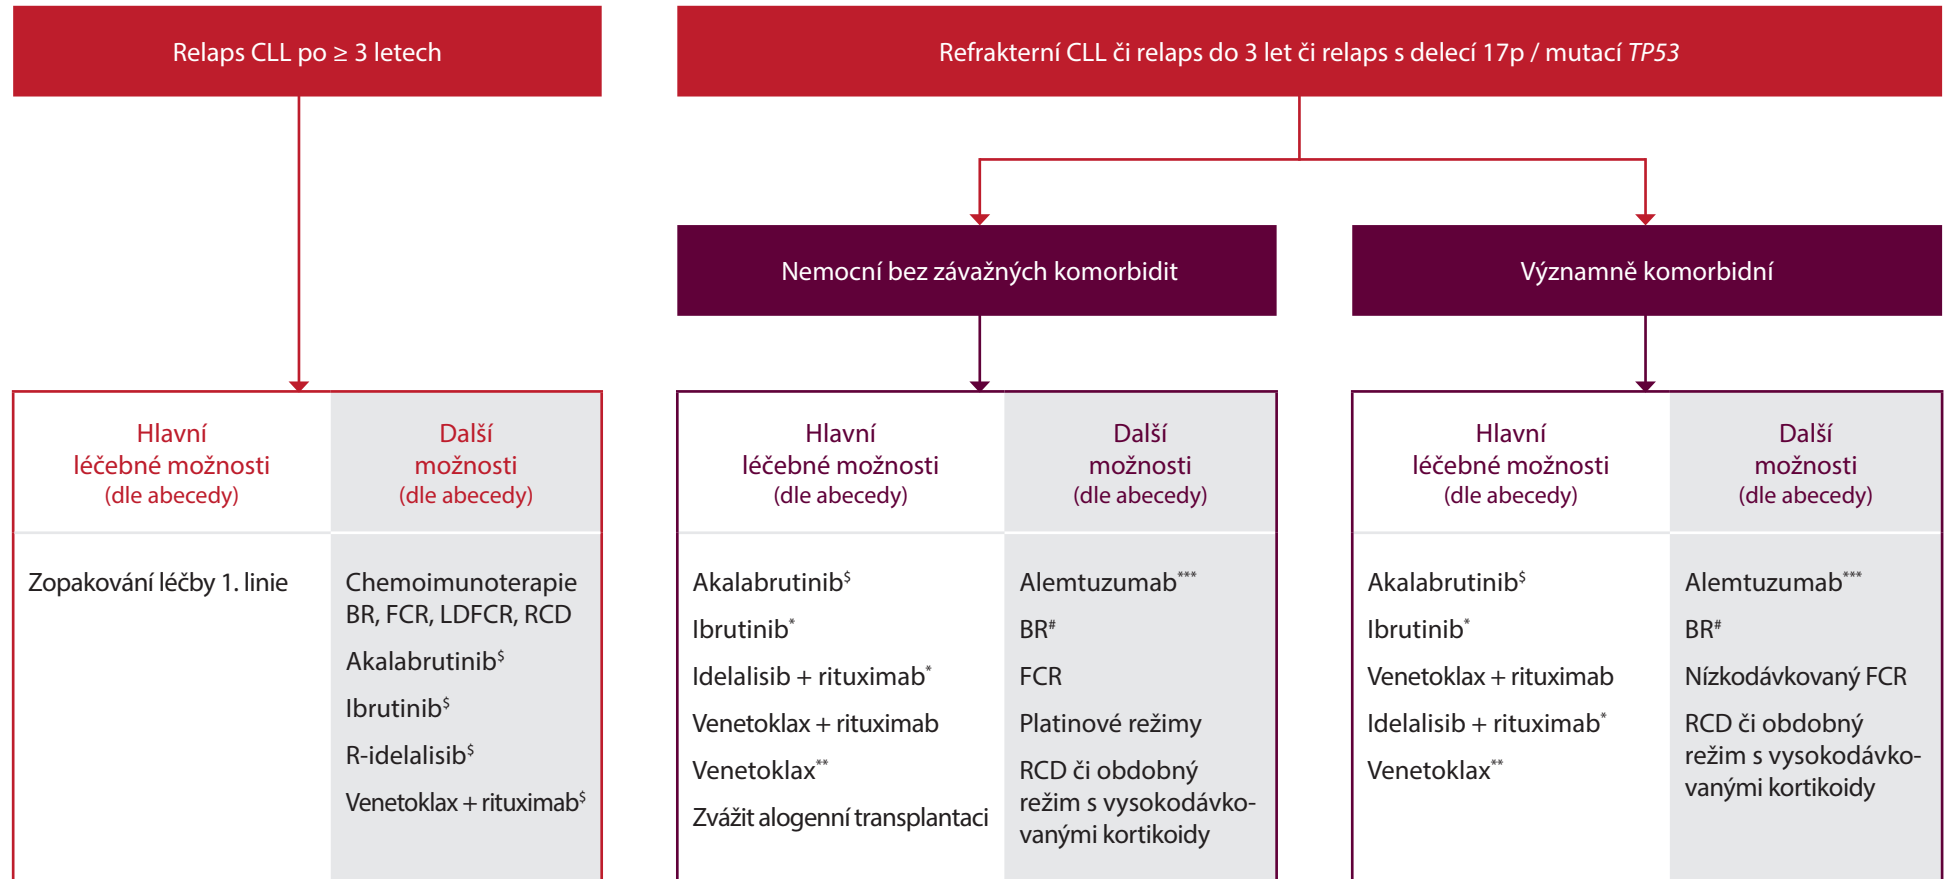 Relaps CLL po ≥ 3 letech
Refrakterní CLL či relaps do 3 let či relaps s delecí 17p / mutací TP53
Nemocní bez závažných komorbidit
Významně komorbidní
Hlavní
léčebné možnosti
(dle abecedy)
Další
možnosti
(dle abecedy)
Zopakování léčby 1. linie
Chemoimunoterapie
BR, FCR, LDFCR, RCD
Akalabrutinib$
Ibrutinib$
R-idelalisib$
Venetoklax + rituximab$
Hlavní
léčebné možnosti
(dle abecedy)
Další
možnosti
(dle abecedy)
Akalabrutinib$
Ibrutinib*
Idelalisib + rituximab*
Venetoklax + rituximab
Venetoklax**
Zvážit alogenní transplantaci
Alemtuzumab***
BR#
FCR
Platinové režimy
RCD či obdobný
režim s vysokodávko-
vanými kortikoidy
Hlavní
léčebné možnosti
(dle abecedy)
Další
možnosti
(dle abecedy)
Akalabrutinib$
Ibrutinib*
Venetoklax + rituximab
Idelalisib + rituximab*
Venetoklax**
Alemtuzumab***
BR#
Nízkodávkovaný FCR
RCD či obdobný
režim s vysokodávko-
vanými kortikoidy